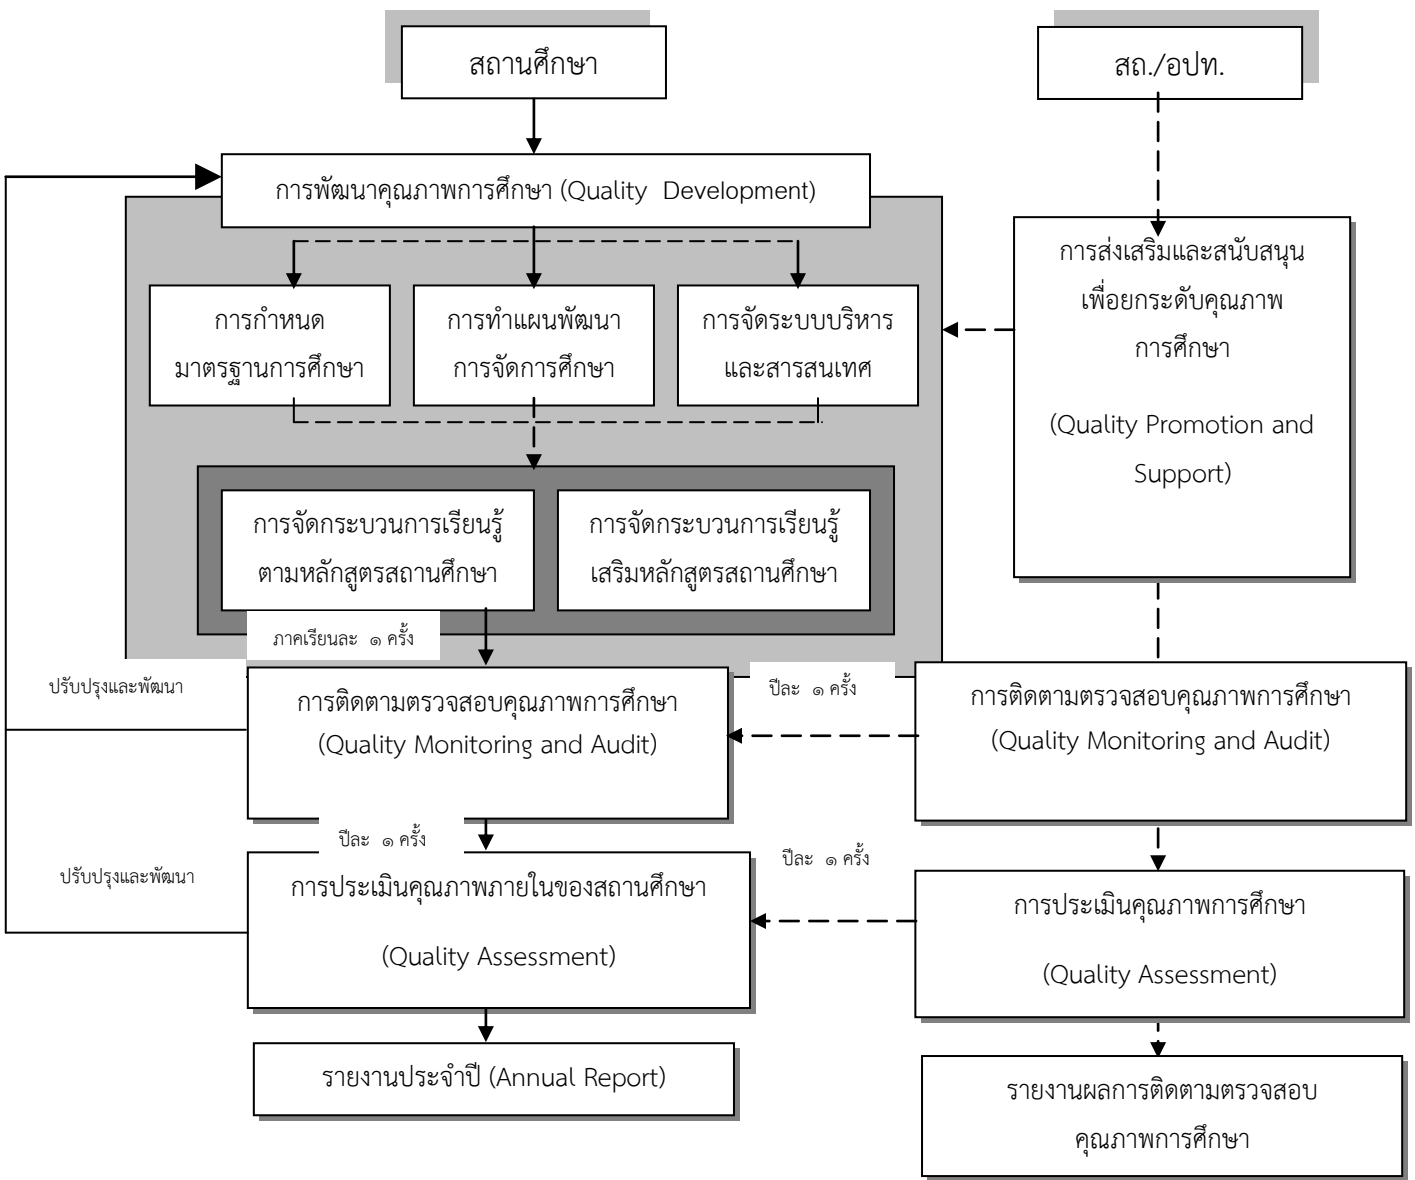 สถานศึกษา
สถ./อปท.
การพัฒนาคุณภาพการศึกษา (Quality Development)
การส่งเสริมและสนับสนุน
เพื่อยกระดับคุณภาพ
การศึกษา
(Quality Promotion and
Support)
การกำหนด
มาตรฐานการศึกษา
การทำแผนพัฒนา
การจัดการศึกษา
การจัดระบบบริหาร
และสารสนเทศ
การจัดกระบวนการเรียนรู้
ตามหลักสูตรสถานศึกษา
การจัดกระบวนการเรียนรู้
เสริมหลักสูตรสถานศึกษา
ภาคเรียนละ ๑ ครั้ง
ปรับปรุงและพัฒนา
การติดตามตรวจสอบคุณภาพการศึกษา
(Quality Monitoring and Audit)
ปีละ ๑ ครั้ง
การติดตามตรวจสอบคุณภาพการศึกษา
(Quality Monitoring and Audit)
ปีละ ๑ ครั้ง
ปรับปรุงและพัฒนา
การประเมินคุณภาพภายในของสถานศึกษา
(Quality Assessment)
ปีละ ๑ ครั้ง
การประเมินคุณภาพการศึกษา
(Quality Assessment)
รายงานประจำปี (Annual Report)
รายงานผลการติดตามตรวจสอบ
คุณภาพการศึกษา